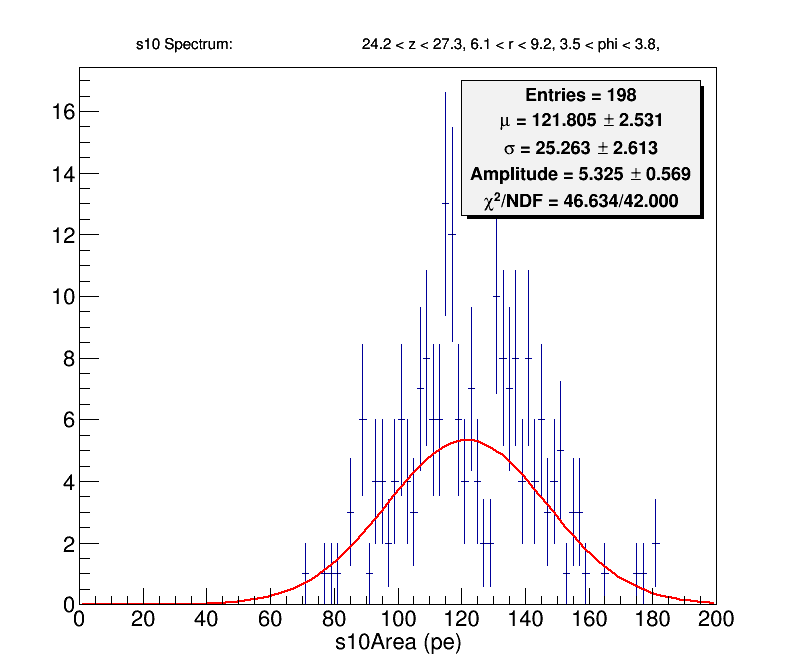 s10 Spectrum: 24.2 < z < 27.3, 6.1 < r < 9.2, 3.5 < phi < 3.8,
Entries = 198
μ = 121.805 ± 2.531
σ = 25.263 ± 2.613
Amplitude = 5.325 ± 0.569
χ²/NDF = 46.634/42.000
16
14
12
10
8
6
4
2
0
0 20 40 60 80 100 120 140 160 180 200
s10Area (pe)